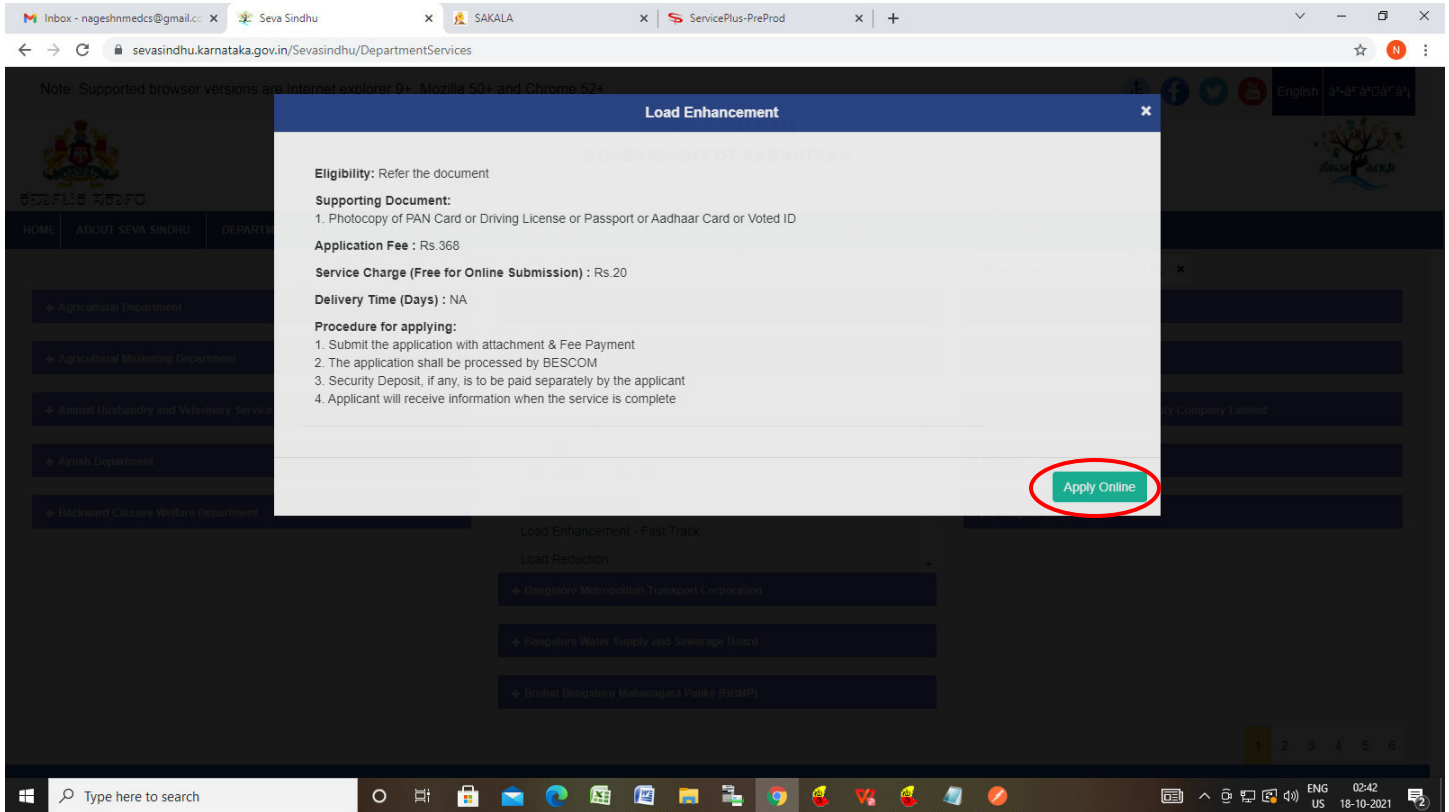 Inbox - nageshnmedcs@gmail.co
Seva Sindhu
SAKALA
ServicePlus-PreProd
sevasindhu.karnataka.gov.in/Sevasindhu/DepartmentServices
N
Note: Supported browser versions are Internet explorer 9+, Mozilla 50+ and Chrome 52+
English
Load Enhancement
ಕರ್ನಾಟಕ ಸರ್ಕಾರ
HOME ABOUT SEVA SINDHU
Eligibility: Refer the document
Supporting Document:
1. Photocopy of PAN Card or Driving License or Passport or Aadhaar Card or Voted ID
Application Fee : Rs.368
Service Charge (Free for Online Submission) : Rs.20
Delivery Time (Days) : NA
Procedure for applying:
1. Submit the application with attachment & Fee Payment
2. The application shall be processed by BESCOM
3. Security Deposit, if any, is to be paid separately by the applicant
4. Applicant will receive information when the service is complete
Apply Online
+ Agricultural Department
+ Agricultural Marketing Department
+ Animal Husbandry and Veterinary Service
+ Ayush Department
+ Backward Classes Welfare Department
Load Enhancement - Fast Track
Load Reduction
+ Bangalore Metropolitan Transport Corporation
+ Bangalore Water Supply and Sewerage Board
+ Bruhat Bengaluru Mahanagara Palike (BBMP)
Company Limited
1 2 3 4 5 6
Type here to search
ENG
US
02:42
18-10-2021
2